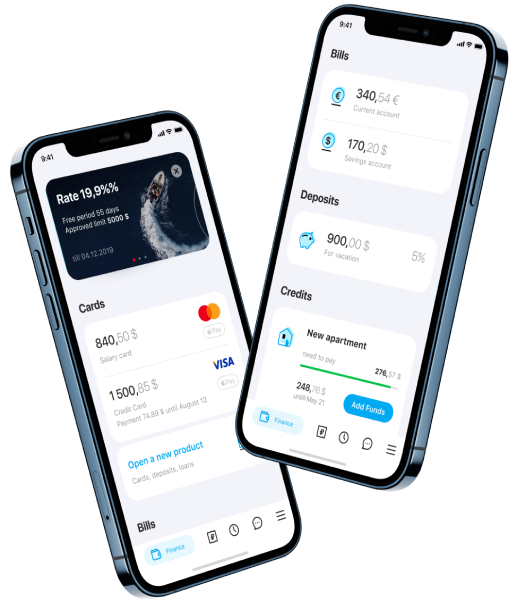 9:41
Rate 19,9%%
Free period 55 days
Approved limit 5000 $
till 04.12.2019
Cards
840,50 $
Salary card
Pay
1 500,85 $
VISA
Credit Card
Pay
Payment 74,89 $ until August 12
Open a new product
Cards, deposits, loans
Bills
Finance
9:41
Bills
340,54 €
Current account
170,20 $
Savings account
Deposits
900,00 $
5%
For vacation
Credits
New apartment
need to pay
276,57 $
248,76 $
until May 21
Add Funds
Finance